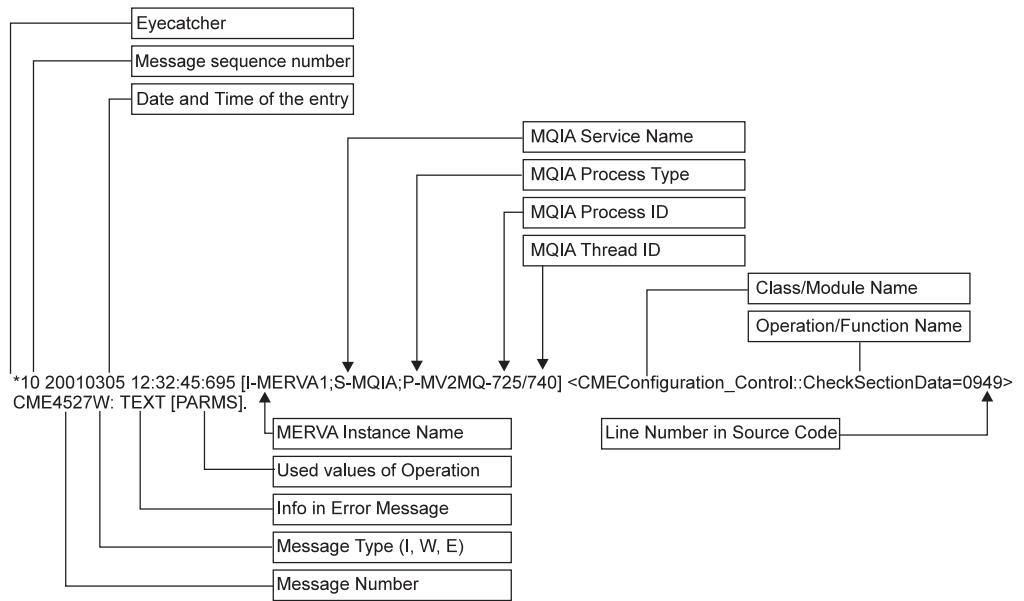 Eyecatcher
Message sequence number
Date and Time of the entry
MQIA Service Name
MQIA Process Type
MQIA Process ID
MQIA Thread ID
Class/Module Name
Operation/Function Name
*10 20010305 12:32:45:695 [I-MERVA1;S-MQIA;P-MV2MQ-725/740] <CMEConfiguration_Control::CheckSectionData=0949>
CME4527W: TEXT [PARMS].
MERVA Instance Name
Line Number in Source Code
Used values of Operation
Info in Error Message
Message Type (I, W, E)
Message Number